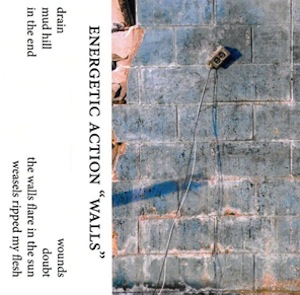 ENERGETIC ACTION “WALLS”
drain
mud hill
in the end
wounds
doubt
the walls flare in the sun
weasels ripped my flesh